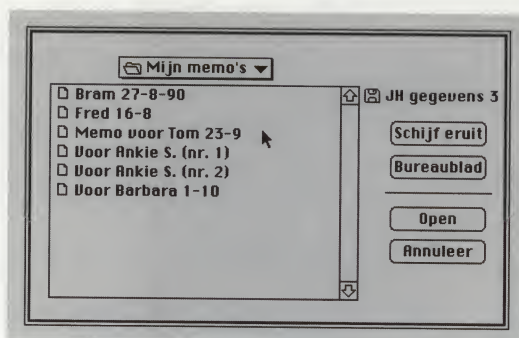 Mijn memo's
Bram 27-8-90
Fred 16-8
Memo voor Tom 23-9
Voor Ankie S. (nr. 1)
Voor Ankie S. (nr. 2)
Voor Barbara 1-10
JH gegevens 3
Schijf eruit
Bureaublad
Open
Annuleer